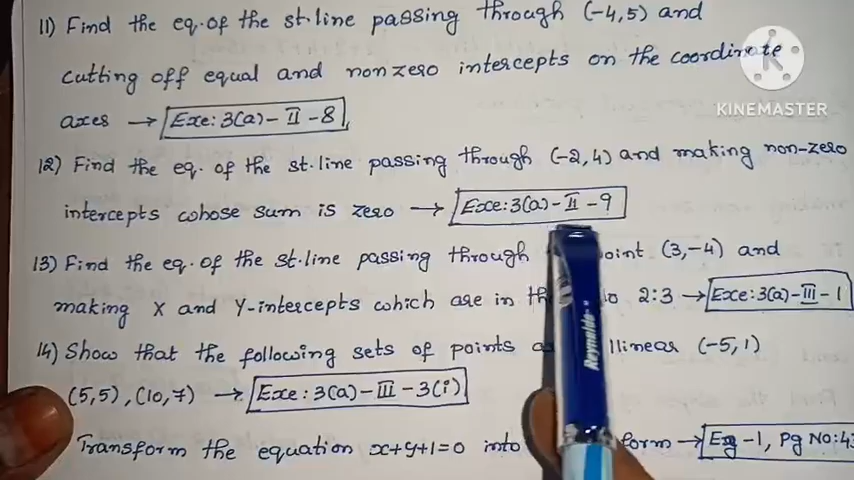 11) Find the eq. of the st. line passing through (-4,5) and
cutting off equal and non zero intercepts on the coordinate
axes → Exe: 3(a)-II-8
KINEMASTER
12) Find the eq. of the st. line passing through (-2,4) and making non-zero
intercepts whose sum is zero → Exe: 3(a)-II-9
13) Find the eq. of the st. line passing through point (3,-4) and
making X and Y-intercepts which are in 2:3 → Exe: 3(a)-III-1
14) Show that the following sets of points llinear (-5,1)
(5,5), (10,7) → Exe: 3(a)-III-3(i)
Transform the equation x+y+1=0 into form → Eg-1, Pg No:43
Reynolds